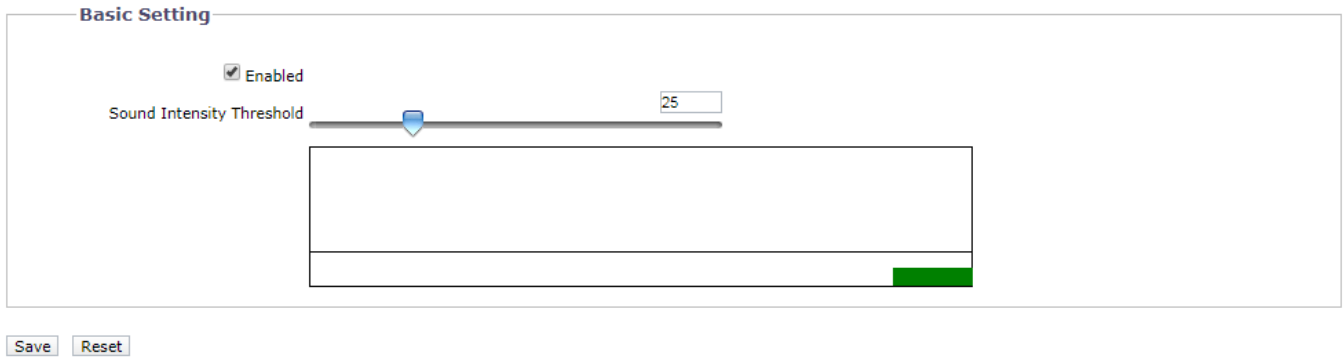 Basic Setting
Enabled
Sound Intensity Threshold
25
Save Reset